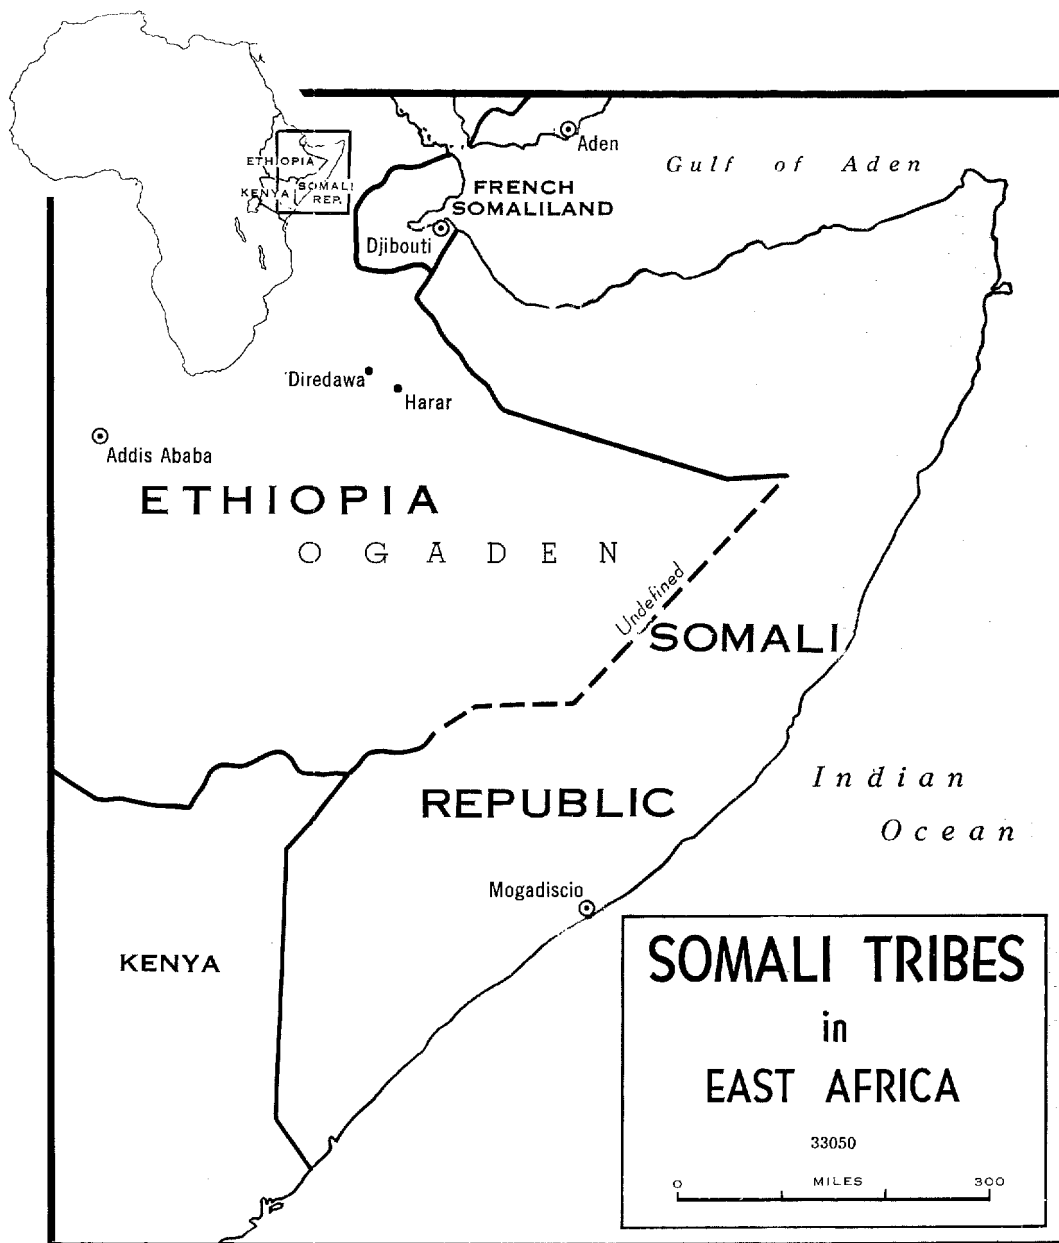 ETHIOPIA
KENYA
SOMALI
REP.
Aden
Gulf of Aden
FRENCH
SOMALILAND
Djibouti
Diredawa
Harar
Addis Ababa
ETHIOPIA
OGADEN
Undefined
SOMALI
REPUBLIC
Indian
Ocean
Mogadiscio
KENYA
SOMALI TRIBES
in
EAST AFRICA
33050
0 MILES 300